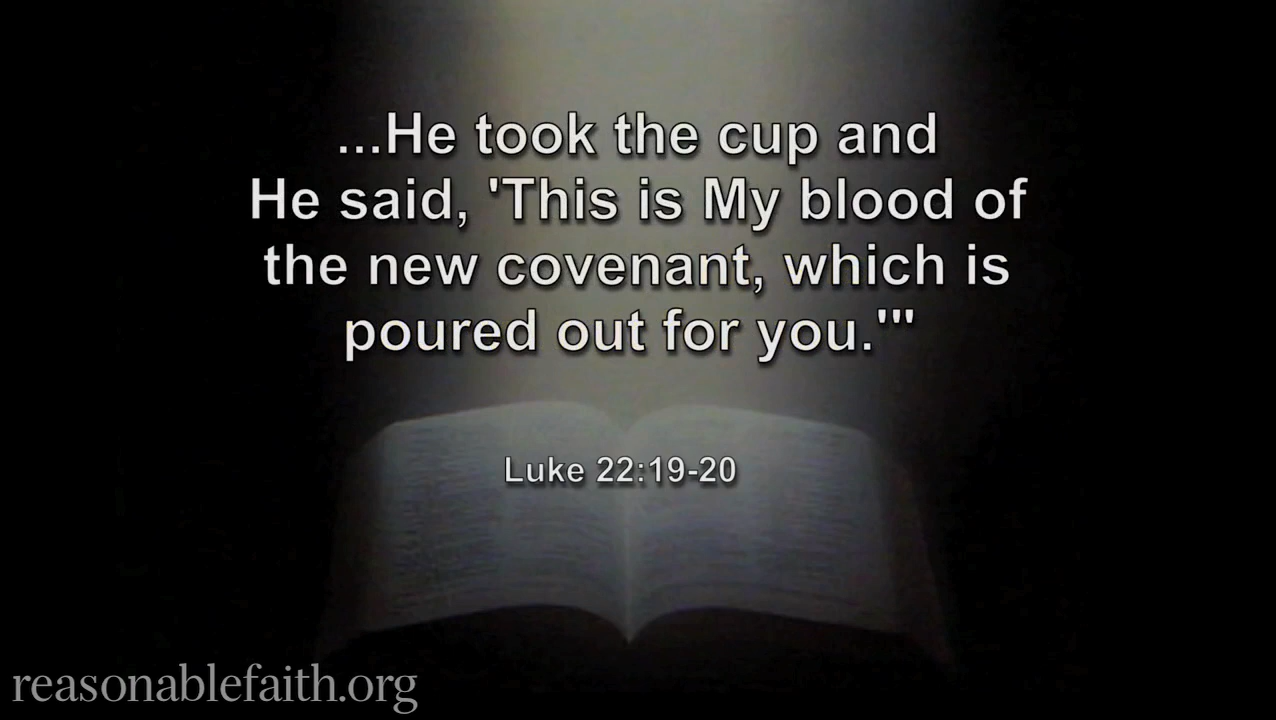 ...He took the cup and
He said, 'This is My blood of
the new covenant, which is
poured out for you.'"
Luke 22:19-20
reasonablefaith.org